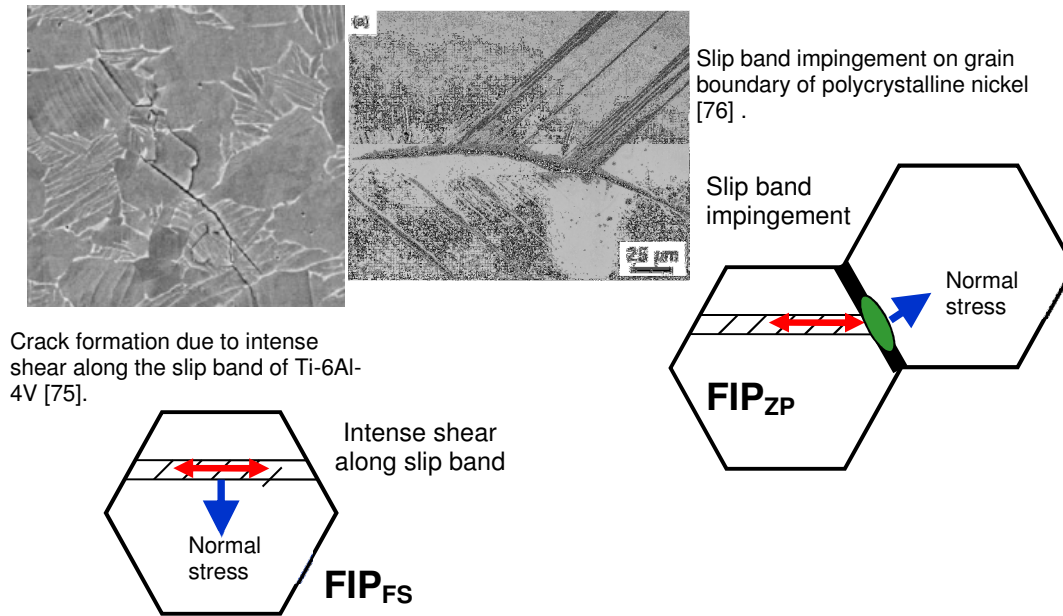 (a)
25 µm
Slip band impingement on grain
boundary of polycrystalline nickel
[76] .
Slip band
impingement
Normal
stress
FIPZP
Crack formation due to intense
shear along the slip band of Ti-6Al-
4V [75].
Intense shear
along slip band
Normal
stress
FIPFS